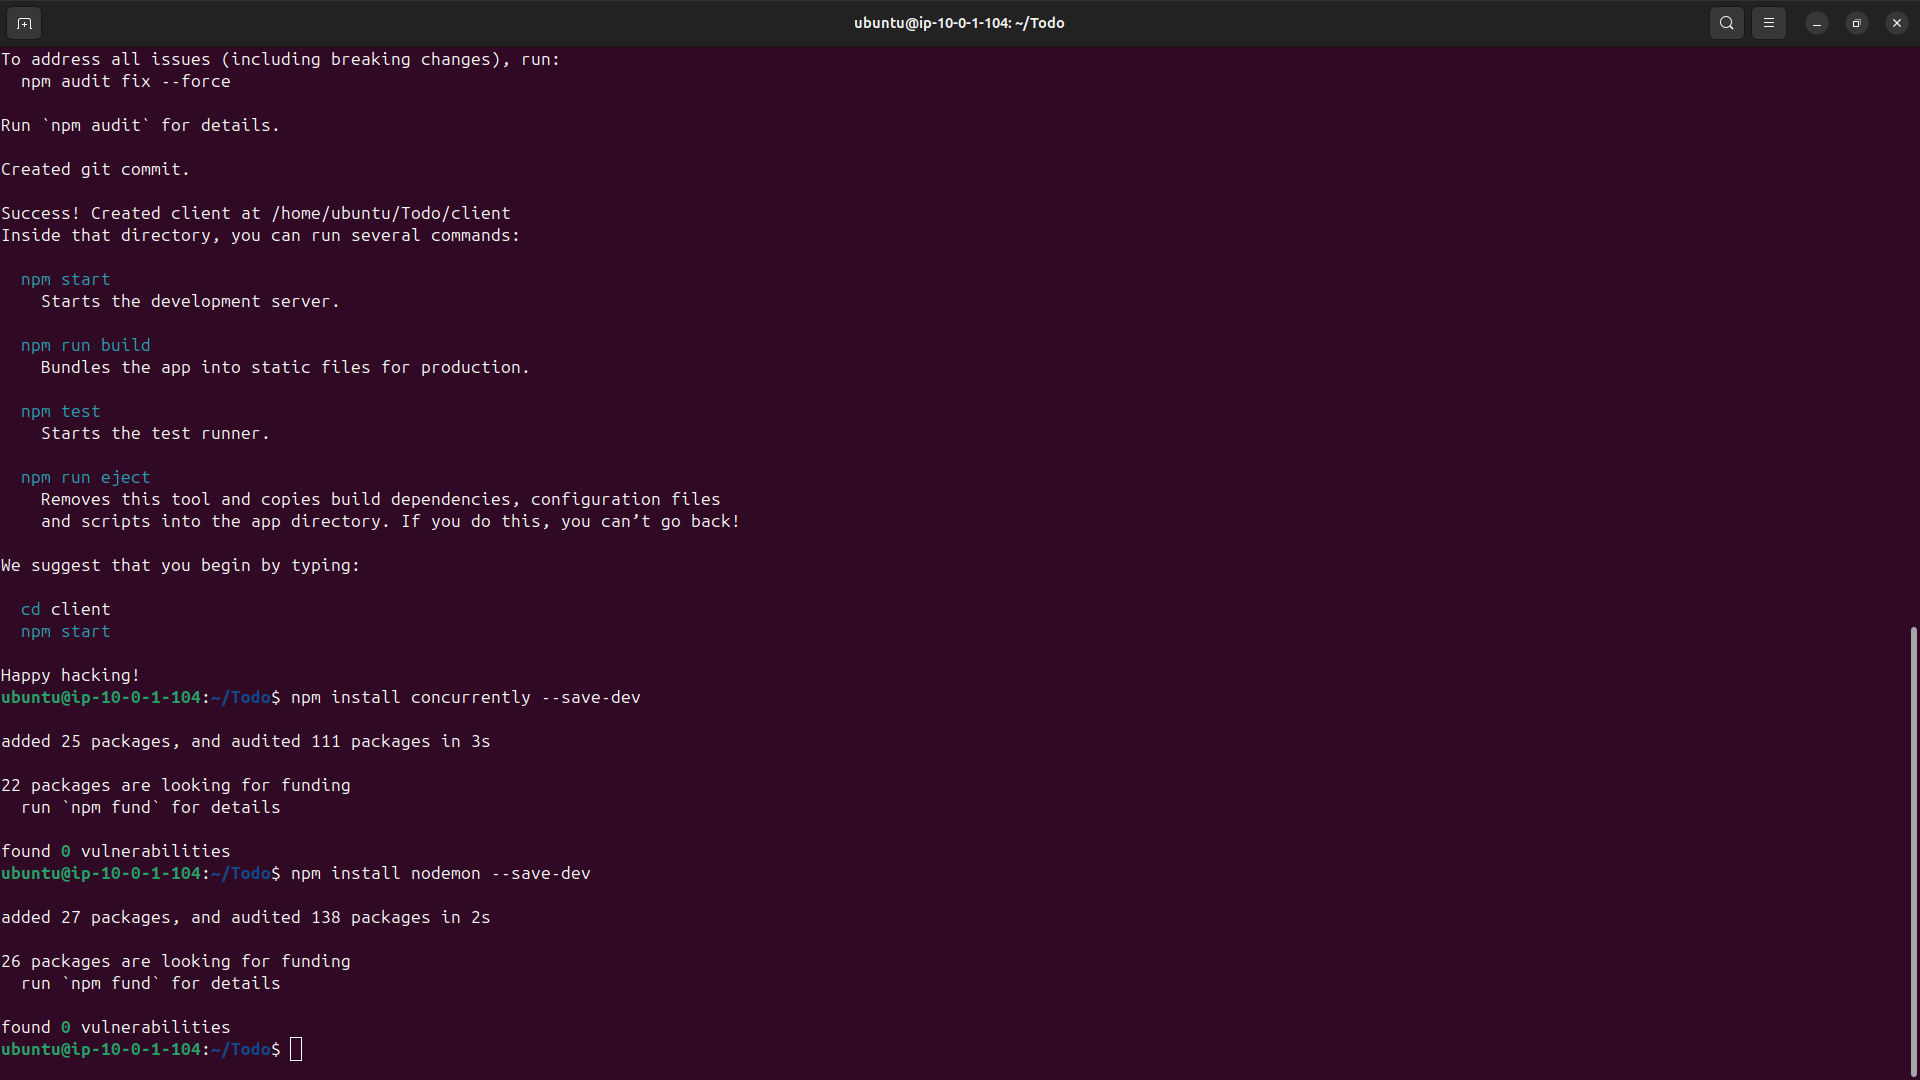 ubuntu@ip-10-0-1-104: ~/Todo
To address all issues (including breaking changes), run:
  npm audit fix --force
Run `npm audit` for details.
Created git commit.
Success! Created client at /home/ubuntu/Todo/client
Inside that directory, you can run several commands:
  npm start
    Starts the development server.
  npm run build
    Bundles the app into static files for production.
  npm test
    Starts the test runner.
  npm run eject
    Removes this tool and copies build dependencies, configuration files
    and scripts into the app directory. If you do this, you can’t go back!
We suggest that you begin by typing:
  cd client
  npm start
Happy hacking!
ubuntu@ip-10-0-1-104:~/Todo$ npm install concurrently --save-dev
added 25 packages, and audited 111 packages in 3s
22 packages are looking for funding
  run `npm fund` for details
found 0 vulnerabilities
ubuntu@ip-10-0-1-104:~/Todo$ npm install nodemon --save-dev
added 27 packages, and audited 138 packages in 2s
26 packages are looking for funding
  run `npm fund` for details
found 0 vulnerabilities
ubuntu@ip-10-0-1-104:~/Todo$